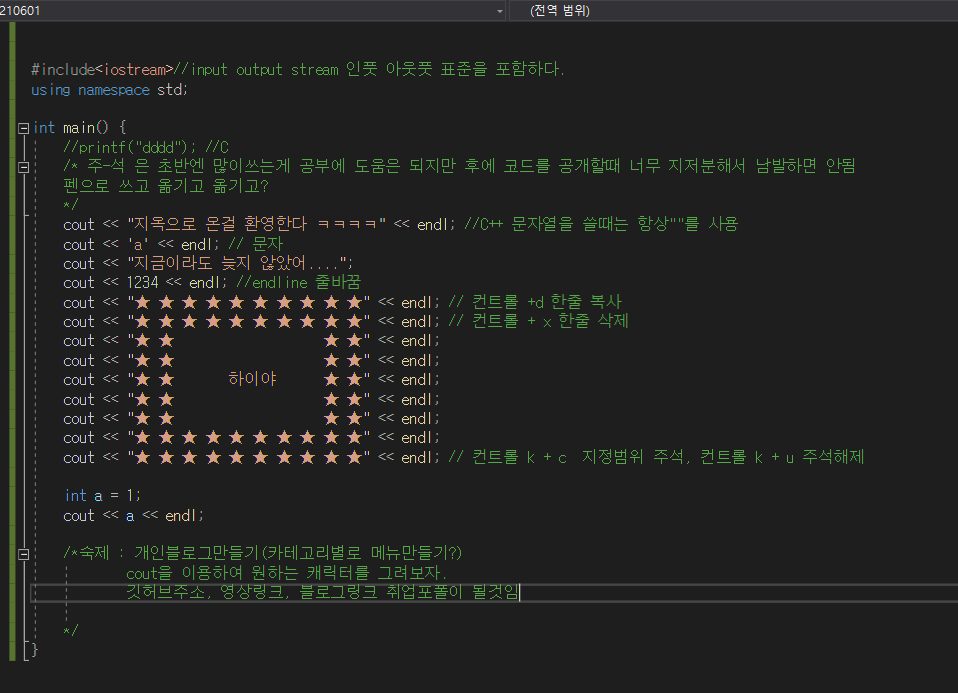 210601
(전역 범위)
#include<iostream>//input output stream 인풋 아웃풋 표준을 포함하다.
using namespace std;
int main() {
//printf("dddd"); //C
/* 주-석 은 초반엔 많이쓰는게 공부에 도움은 되지만 후에 코드를 공개할때 너무 지저분해서 남발하면 안됨
펜으로 쓰고 옮기고 옮기고?
*/
cout << "지옥으로 온걸 환영한다 ㅋㅋㅋㅋ" << endl; //C++ 문자열을 쓸때는 항상""를 사용
cout << 'a' << endl; // 문자
cout << "지금이라도 늦지 않았어....";
cout << 1234 << endl; //endline 줄바꿈
cout << "★ ★ ★ ★ ★ ★ ★ ★ ★ ★" << endl; // 컨트롤 +d 한줄 복사
cout << "★ ★ ★ ★ ★ ★ ★ ★ ★ ★" << endl; // 컨트롤 + x 한줄 삭제
cout << "★ ★                   ★ ★" << endl;
cout << "★ ★                   ★ ★" << endl;
cout << "★ ★       하이야      ★ ★" << endl;
cout << "★ ★                   ★ ★" << endl;
cout << "★ ★                   ★ ★" << endl;
cout << "★ ★ ★ ★ ★ ★ ★ ★ ★ ★" << endl;
cout << "★ ★ ★ ★ ★ ★ ★ ★ ★ ★" << endl; // 컨트롤 k + c  지정범위 주석, 컨트롤 k + u 주석해제
int a = 1;
cout << a << endl;
/*숙제 : 개인블로그만들기(카테고리별로 메뉴만들기?)
cout을 이용하여 원하는 캐릭터를 그려보자.
깃허브주소, 영상링크, 블로그링크 취업포폴이 될것임
*/
}